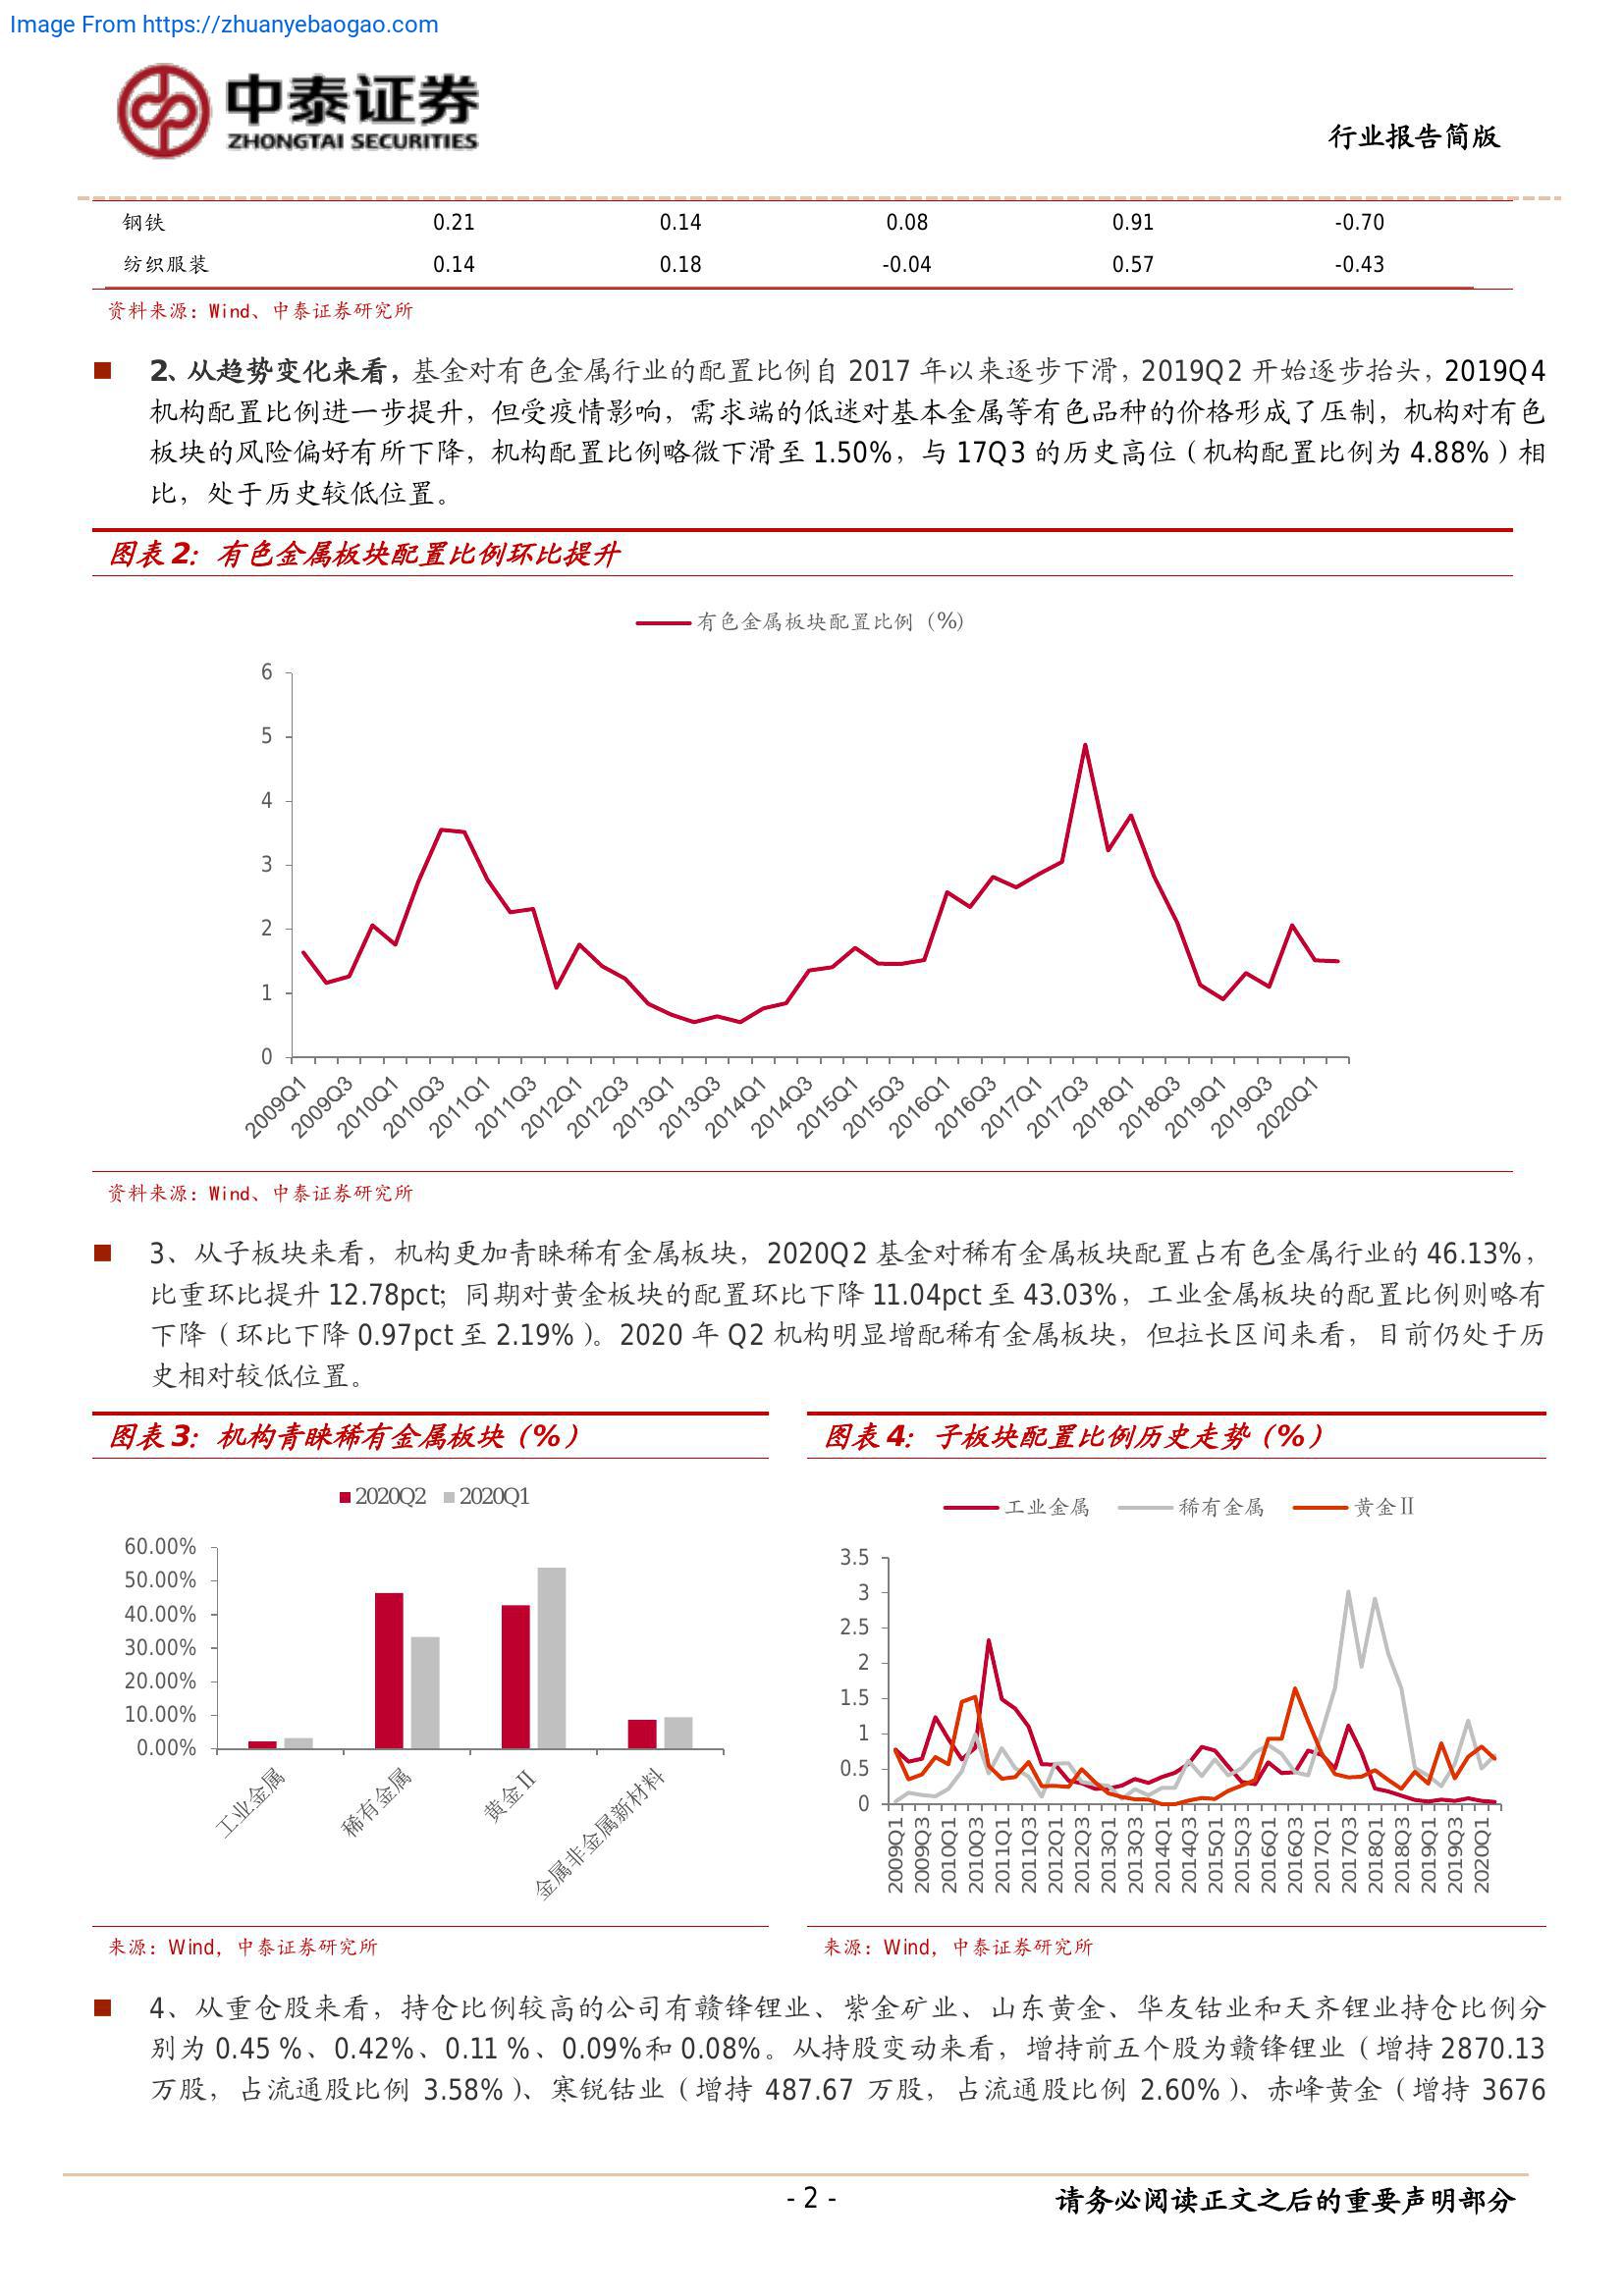 Image From https://zhuanyebaogao.com
中泰证券
ZHONGTAI SECURITIES
行业报告简版
钢铁 0.21 0.14 0.08 0.91 -0.70
纺织服装 0.14 0.18 -0.04 0.57 -0.43
资料来源：Wind、中泰证券研究所
2、从趋势变化来看，基金对有色金属行业的配置比例自 2017 年以来逐步下滑，2019Q2 开始逐步抬头，2019Q4
机构配置比例进一步提升，但受疫情影响，需求端的低迷对基本金属等有色品种的价格形成了压制，机构对有色
板块的风险偏好有所下降，机构配置比例略微下滑至 1.50%，与 17Q3 的历史高位（机构配置比例为 4.88%）相
比，处于历史较低位置。
图表 2：有色金属板块配置比例环比提升
有色金属板块配置比例（%）
6
5
4
3
2
1
0
2009Q1 2009Q3 2010Q1 2010Q3 2011Q1 2011Q3 2012Q1 2012Q3 2013Q1 2013Q3 2014Q1 2014Q3 2015Q1 2015Q3 2016Q1 2016Q3 2017Q1 2017Q3 2018Q1 2018Q3 2019Q1 2019Q3 2020Q1
资料来源：Wind、中泰证券研究所
3、从子板块来看，机构更加青睐稀有金属板块，2020Q2 基金对稀有金属板块配置占有色金属行业的 46.13%，
比重环比提升 12.78pct；同期对黄金板块的配置环比下降 11.04pct 至 43.03%，工业金属板块的配置比例则略有
下降（环比下降 0.97pct 至 2.19%）。2020 年 Q2 机构明显增配稀有金属板块，但拉长区间来看，目前仍处于历
史相对较低位置。
图表 3：机构青睐稀有金属板块（%）
2020Q2 2020Q1
60.00%
50.00%
40.00%
30.00%
20.00%
10.00%
0.00%
工业金属 稀有金属 黄金Ⅱ 金属非金属新材料
来源：Wind，中泰证券研究所
图表 4：子板块配置比例历史走势（%）
工业金属 稀有金属 黄金Ⅱ
3.5
3
2.5
2
1.5
1
0.5
0
2009Q1 2009Q3 2010Q1 2010Q3 2011Q1 2011Q3 2012Q1 2012Q3 2013Q1 2013Q3 2014Q1 2014Q3 2015Q1 2015Q3 2016Q1 2016Q3 2017Q1 2017Q3 2018Q1 2018Q3 2019Q1 2019Q3 2020Q1
来源：Wind，中泰证券研究所
4、从重仓股来看，持仓比例较高的公司有赣锋锂业、紫金矿业、山东黄金、华友钴业和天齐锂业持仓比例分
别为 0.45 %、0.42%、0.11 %、0.09%和 0.08%。从持股变动来看，增持前五个股为赣锋锂业（增持 2870.13
万股，占流通股比例 3.58%）、寒锐钴业（增持 487.67 万股，占流通股比例 2.60%）、赤峰黄金（增持 3676
- 2 -
请务必阅读正文之后的重要声明部分